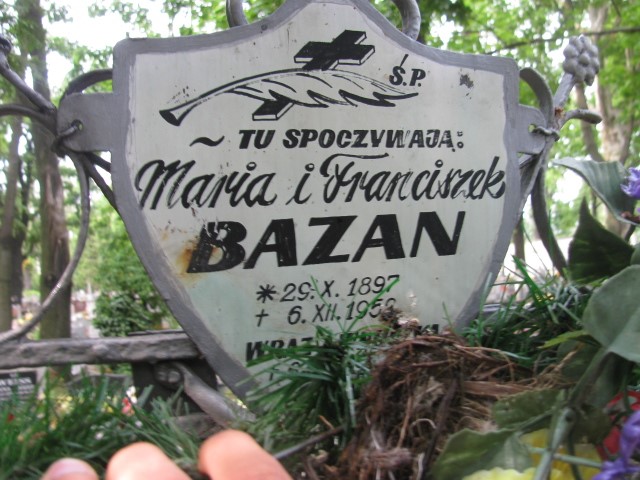 Ś.P.
~ TU SPOCZYWAJĄ:
Maria i Franciszek
BAZAN
* 29. X. 1897
† 6. XII. 1958